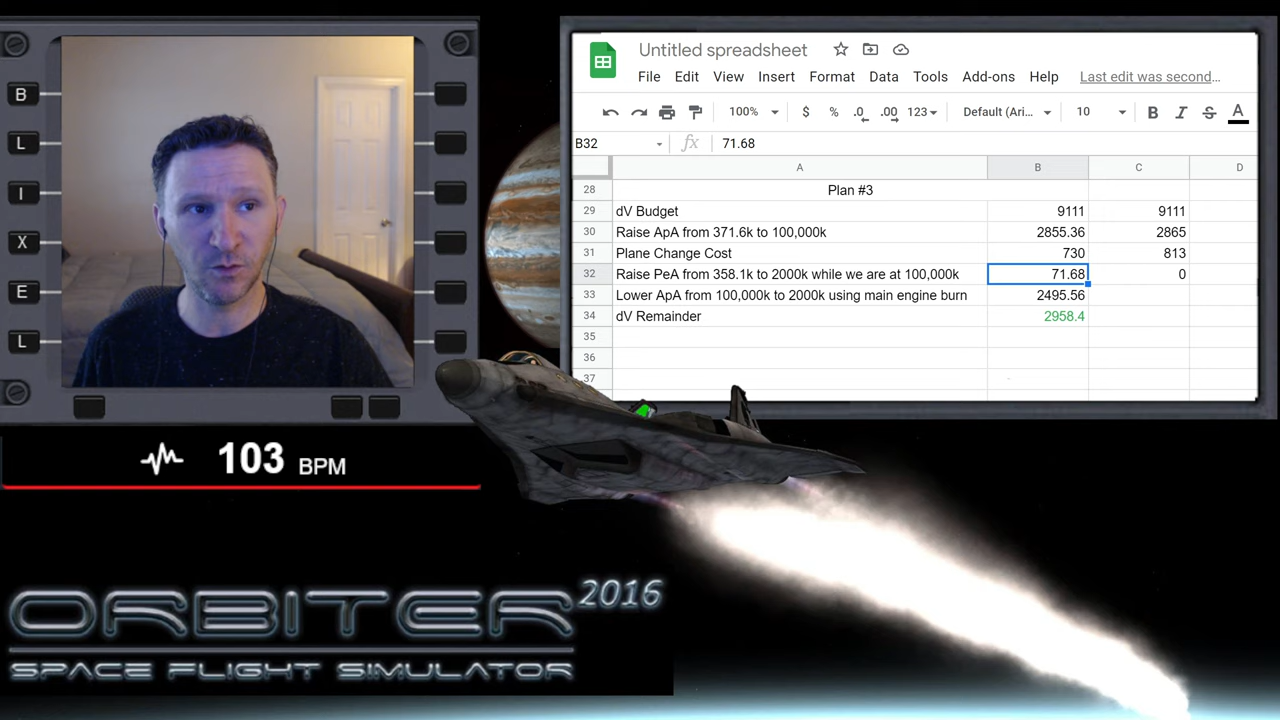 B
L
I
X
E
L
103 BPM
ORBITER 2016
SPACE FLIGHT SIMULATOR
Untitled spreadsheet
File Edit View Insert Format Data Tools Add-ons Help Last edit was second...
100% $ % .0 .00 123 Default (Ari... 10 B I S A
B32 fx 71.68
A B C D
28 Plan #3
29 dV Budget 9111 9111
30 Raise ApA from 371.6k to 100,000k 2855.36 2865
31 Plane Change Cost 730 813
32 Raise PeA from 358.1k to 2000k while we are at 100,000k 71.68 0
33 Lower ApA from 100,000k to 2000k using main engine burn 2495.56
34 dV Remainder 2958.4
35
36
37